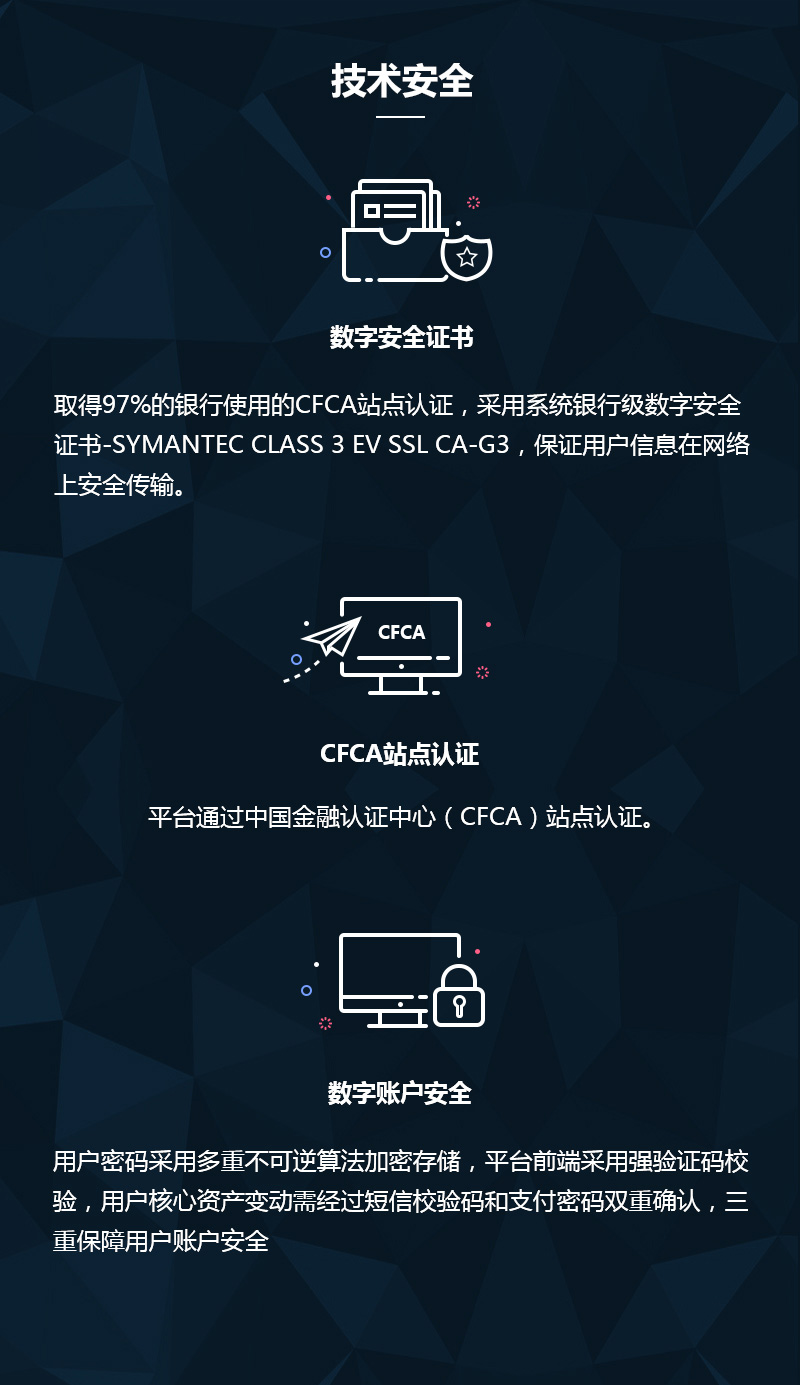 技术安全
数字安全证书
取得97%的银行使用的CFCA站点认证，采用系统银行级数字安全
证书-SYMANTEC CLASS 3 EV SSL CA-G3，保证用户信息在网络
上安全传输。
CFCA
CFCA站点认证
平台通过中国金融认证中心（CFCA）站点认证。
数字账户安全
用户密码采用多重不可逆算法加密存储，平台前端采用强验证码校
验，用户核心资产变动需经过短信校验码和支付密码双重确认，三
重保障用户账户安全